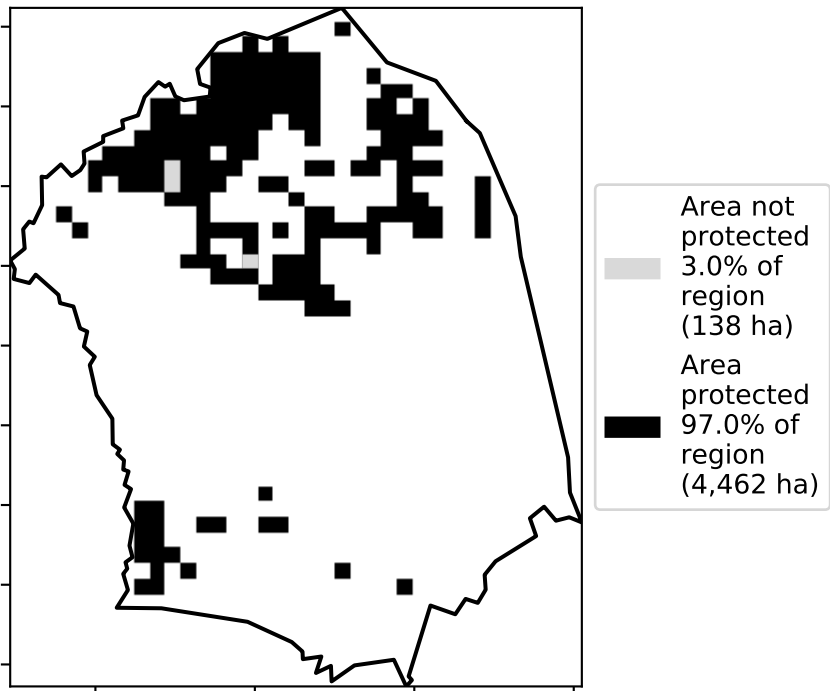 Area not
protected
3.0% of
region
(138 ha)
Area
protected
97.0% of
region
(4,462 ha)